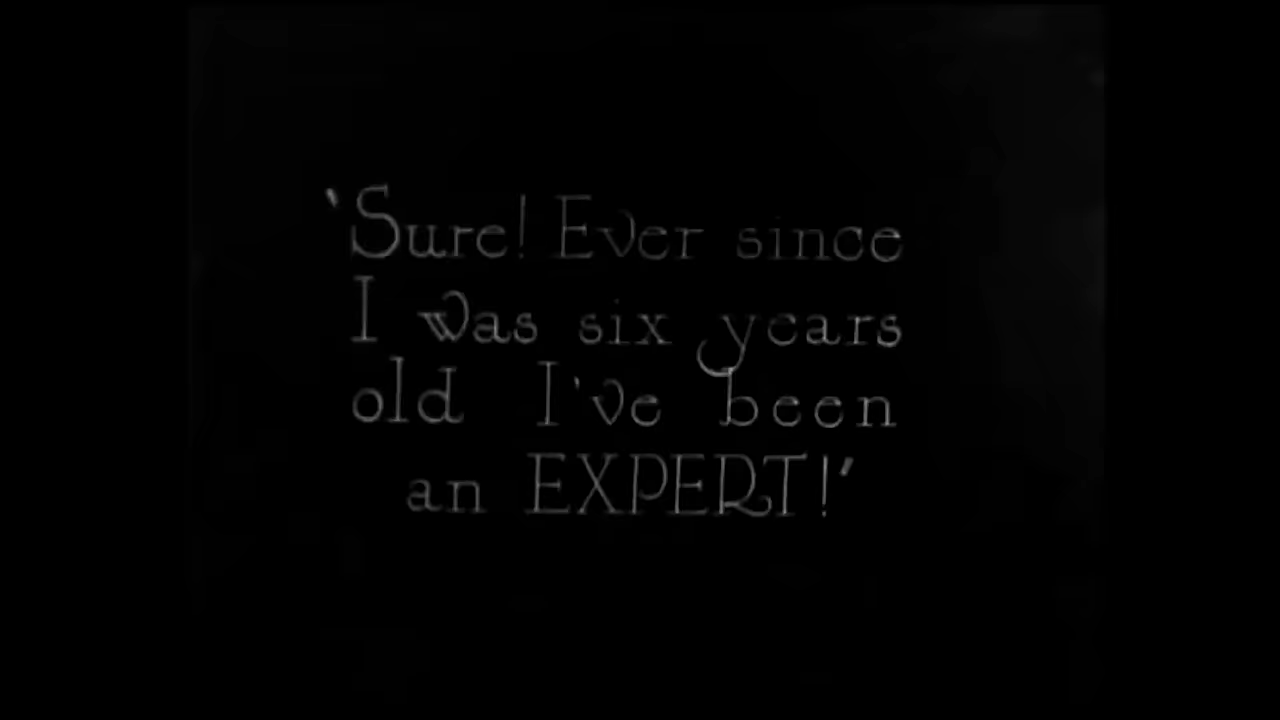 'Sure! Ever since
I was six years
old I've been
an EXPERT!'